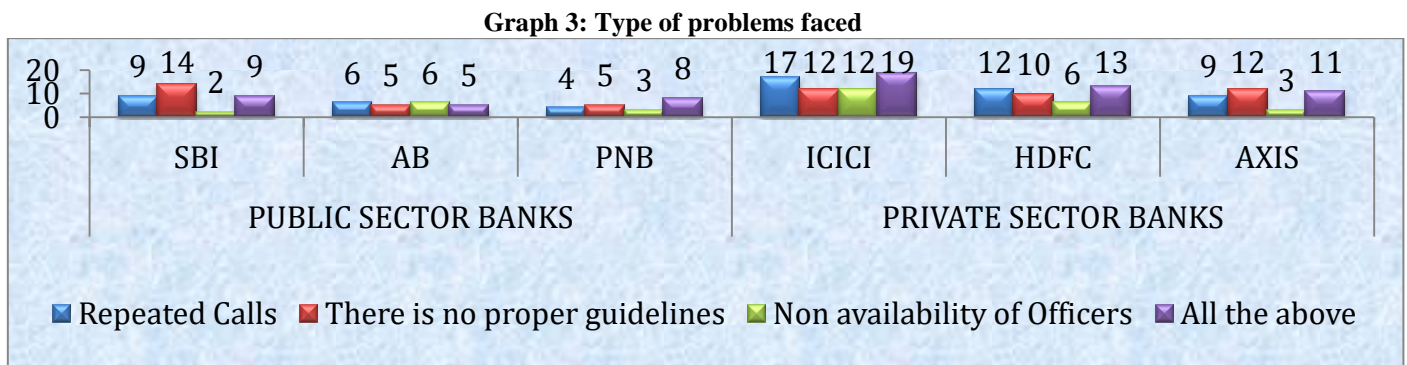 Graph 3: Type of problems faced
20
10
0
9 14 2 9 6 5 6 5 4 5 3 8 17 12 12 19 12 10 6 13 9 12 3 11
SBI AB PNB ICICI HDFC AXIS
PUBLIC SECTOR BANKS PRIVATE SECTOR BANKS
Repeated Calls There is no proper guidelines Non availability of Officers All the above